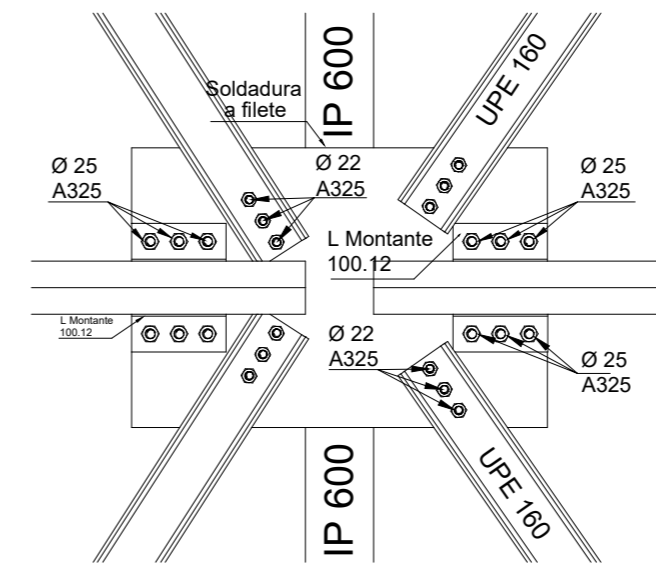 IP 600
UPE 160
Soldadura
a filete
Ø 25
A325
Ø 22
A325
Ø 25
A325
L Montante
100.12
L Montante
100.12
Ø 22
A325
Ø 25
A325
IP 600
UPE 160